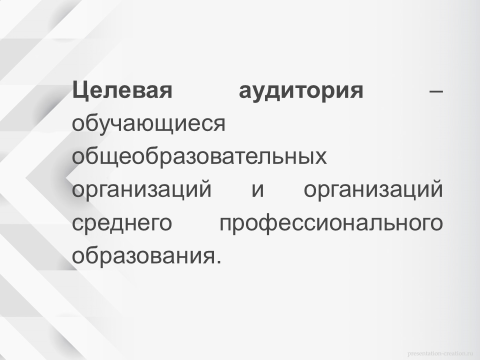 Целевая аудитория –
обучающиеся
общеобразовательных
организаций и организаций
среднего профессионального
образования.